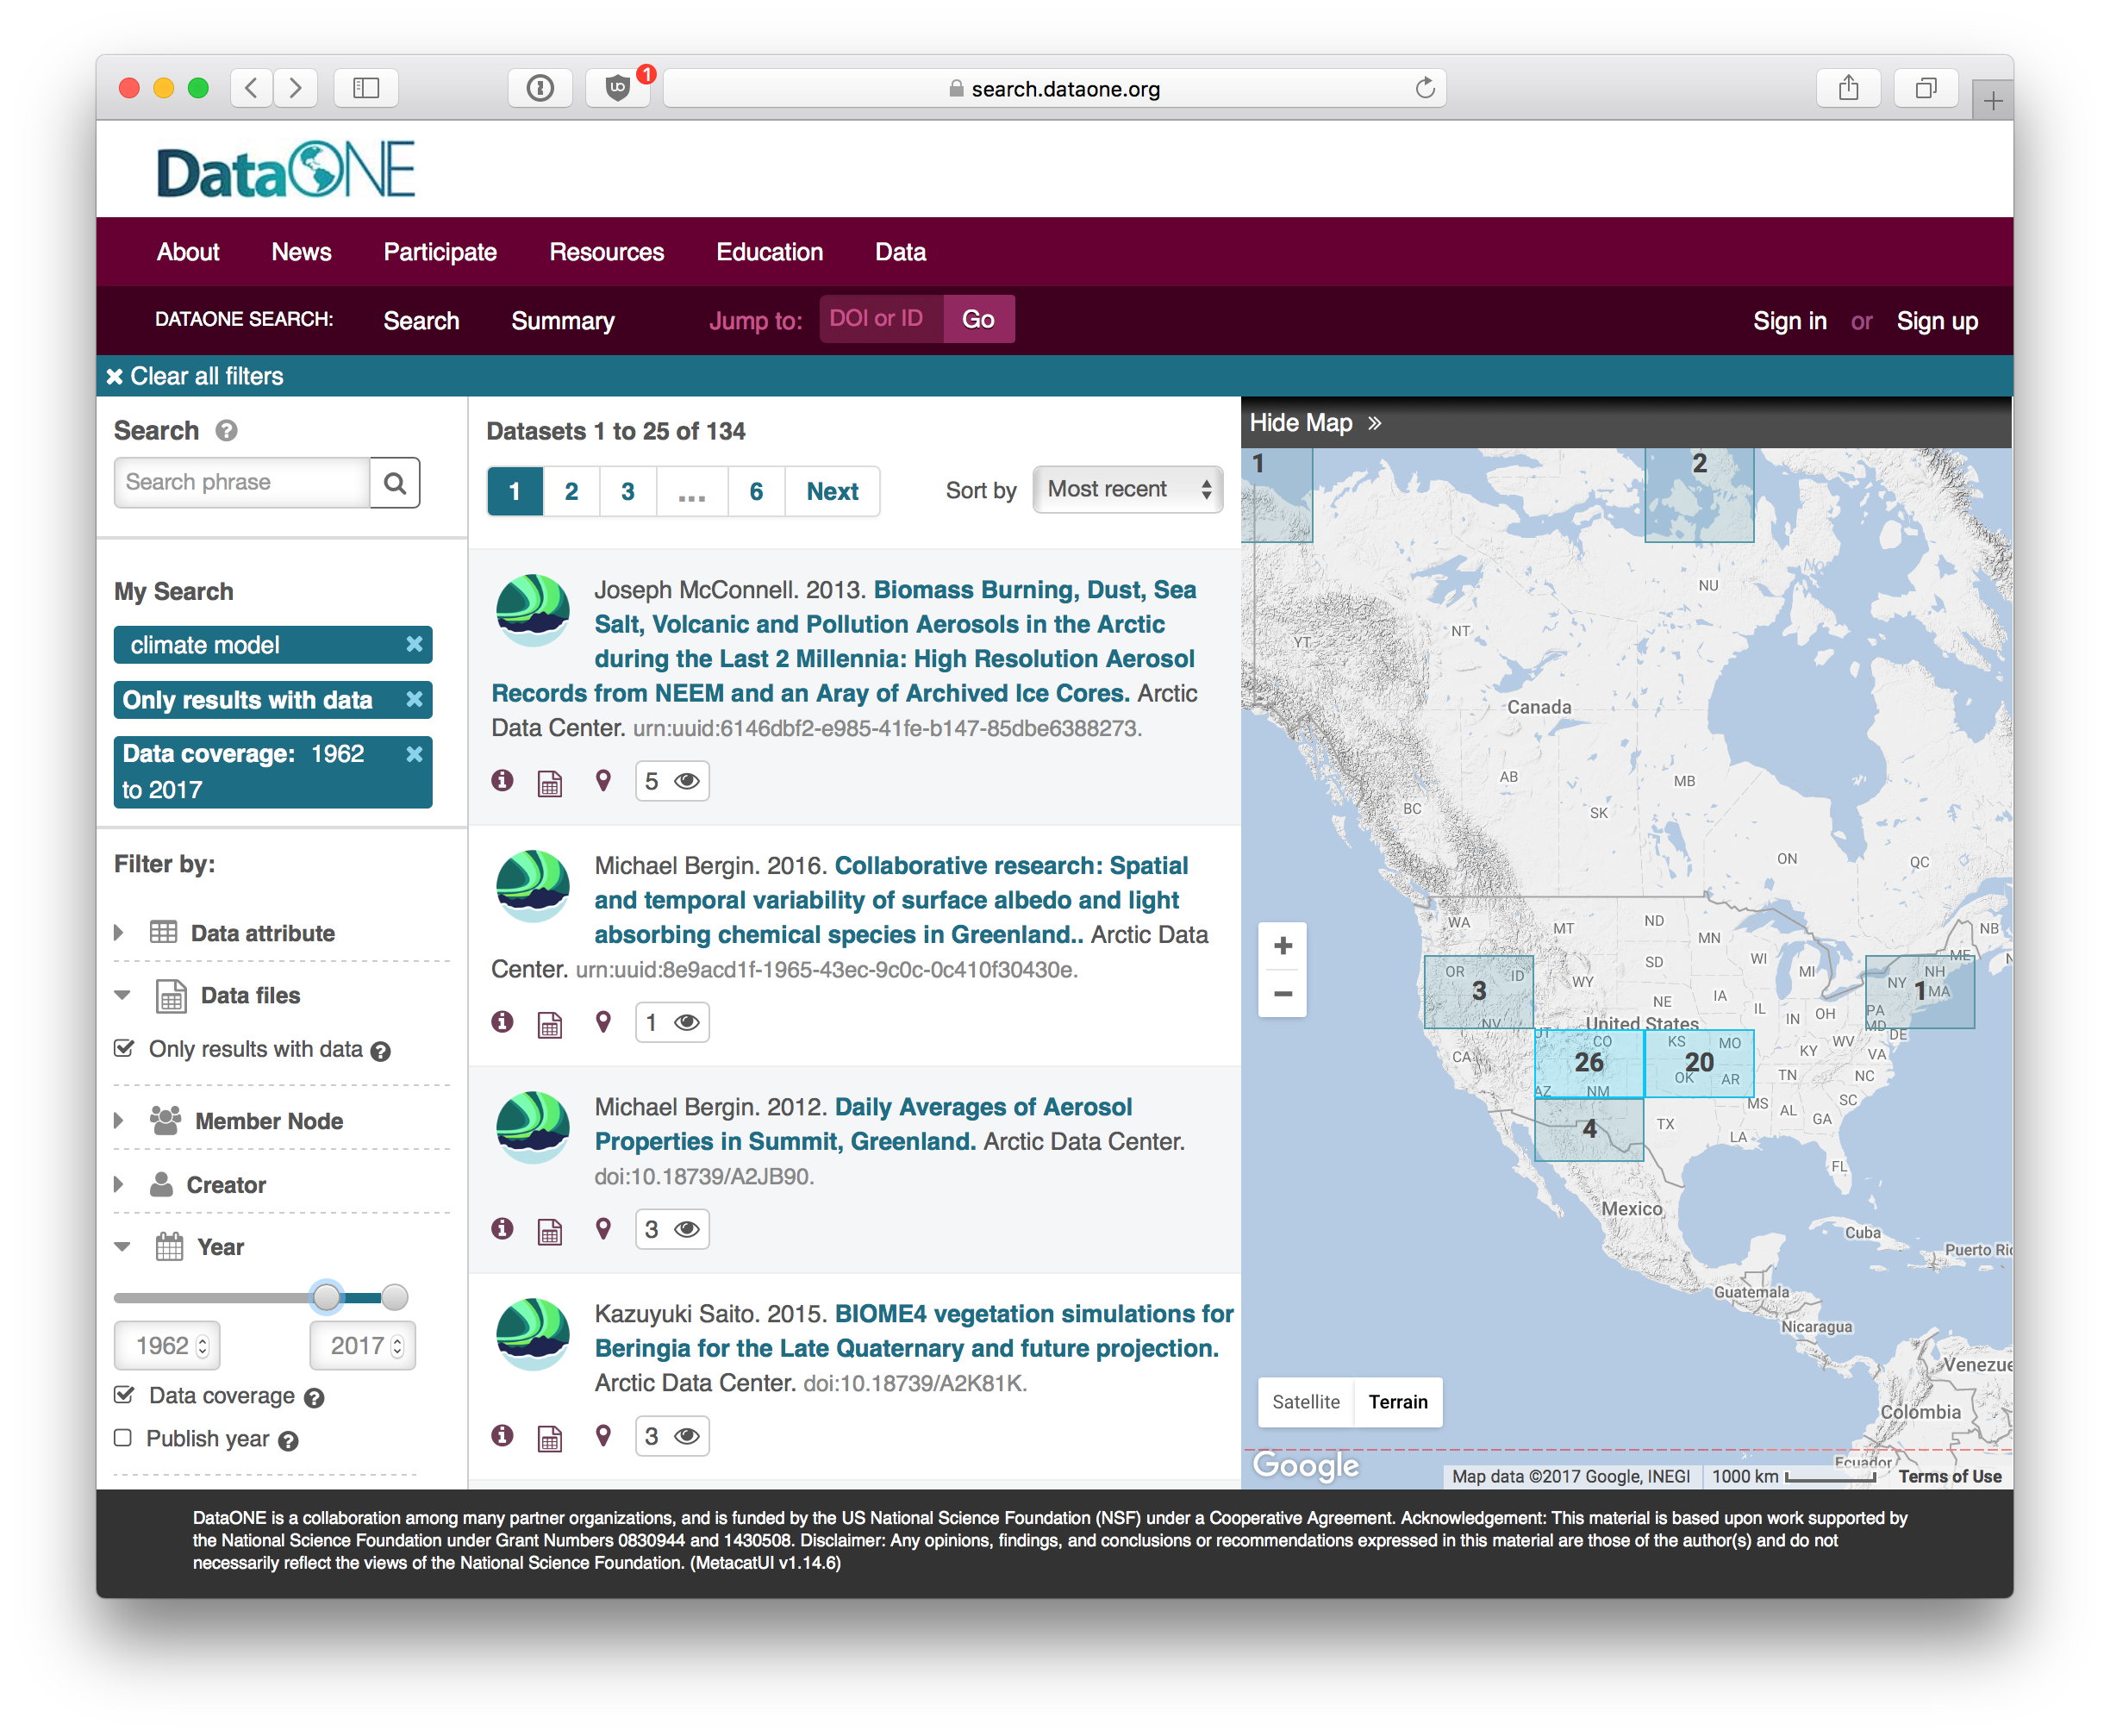 1
search.dataone.org
DataONE
About News Participate Resources Education Data
DATAONE SEARCH: Search Summary Jump to: DOI or ID Go Sign in or Sign up
Clear all filters
Search
Search phrase
My Search
climate model
Only results with data
Data coverage: 1962
to 2017
Filter by:
Data attribute
Data files
Only results with data
Member Node
Creator
Year
1962 2017
Data coverage
Publish year
Datasets 1 to 25 of 134
1 2 3 ... 6 Next
Sort by Most recent
Joseph McConnell. 2013. Biomass Burning, Dust, Sea
Salt, Volcanic and Pollution Aerosols in the Arctic
during the Last 2 Millennia: High Resolution Aerosol
Records from NEEM and an Aray of Archived Ice Cores. Arctic
Data Center. urn:uuid:6146dbf2-e985-41fe-b147-85dbe6388273.
5
Michael Bergin. 2016. Collaborative research: Spatial
and temporal variability of surface albedo and light
absorbing chemical species in Greenland.. Arctic Data
Center. urn:uuid:8e9acd1f-1965-43ec-9c0c-0c410f30430e.
1
Michael Bergin. 2012. Daily Averages of Aerosol
Properties in Summit, Greenland. Arctic Data Center.
doi:10.18739/A2JB90.
3
Kazuyuki Saito. 2015. BIOME4 vegetation simulations for
Beringia for the Late Quaternary and future projection.
Arctic Data Center. doi:10.18739/A2K81K.
3
Hide Map »
1 2
NU
YT NT
Canada
AB MB
BC SK
ON QC
WA MT ND MN NB
ME
OR ID WY SD WI MI NY NH
3 1 MA
NE IA IL IN OH PA
NV United States MD DE
UT CO KS MO WV
CA 26 20 KY VA
AZ NM OK AR TN NC
MS AL GA SC
4 TX LA
FL
Mexico
Cuba
Puerto Ric
Guatemala
Nicaragua
Venezue
Satellite Terrain
Colombia
Ecuador
Google
Map data ©2017 Google, INEGI 1000 km Terms of Use
DataONE is a collaboration among many partner organizations, and is funded by the US National Science Foundation (NSF) under a Cooperative Agreement. Acknowledgement: This material is based upon work supported by
the National Science Foundation under Grant Numbers 0830944 and 1430508. Disclaimer: Any opinions, findings, and conclusions or recommendations expressed in this material are those of the author(s) and do not
necessarily reflect the views of the National Science Foundation. (MetacatUI v1.14.6)